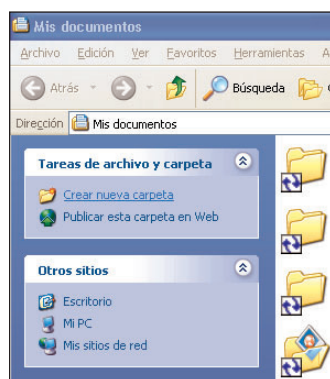 Mis documentos
Archivo Edición Ver Favoritos Herramientas A
Atrás Búsqueda
Dirección Mis documentos
Tareas de archivo y carpeta
Crear nueva carpeta
Publicar esta carpeta en Web
Otros sitios
Escritorio
Mi PC
Mis sitios de red